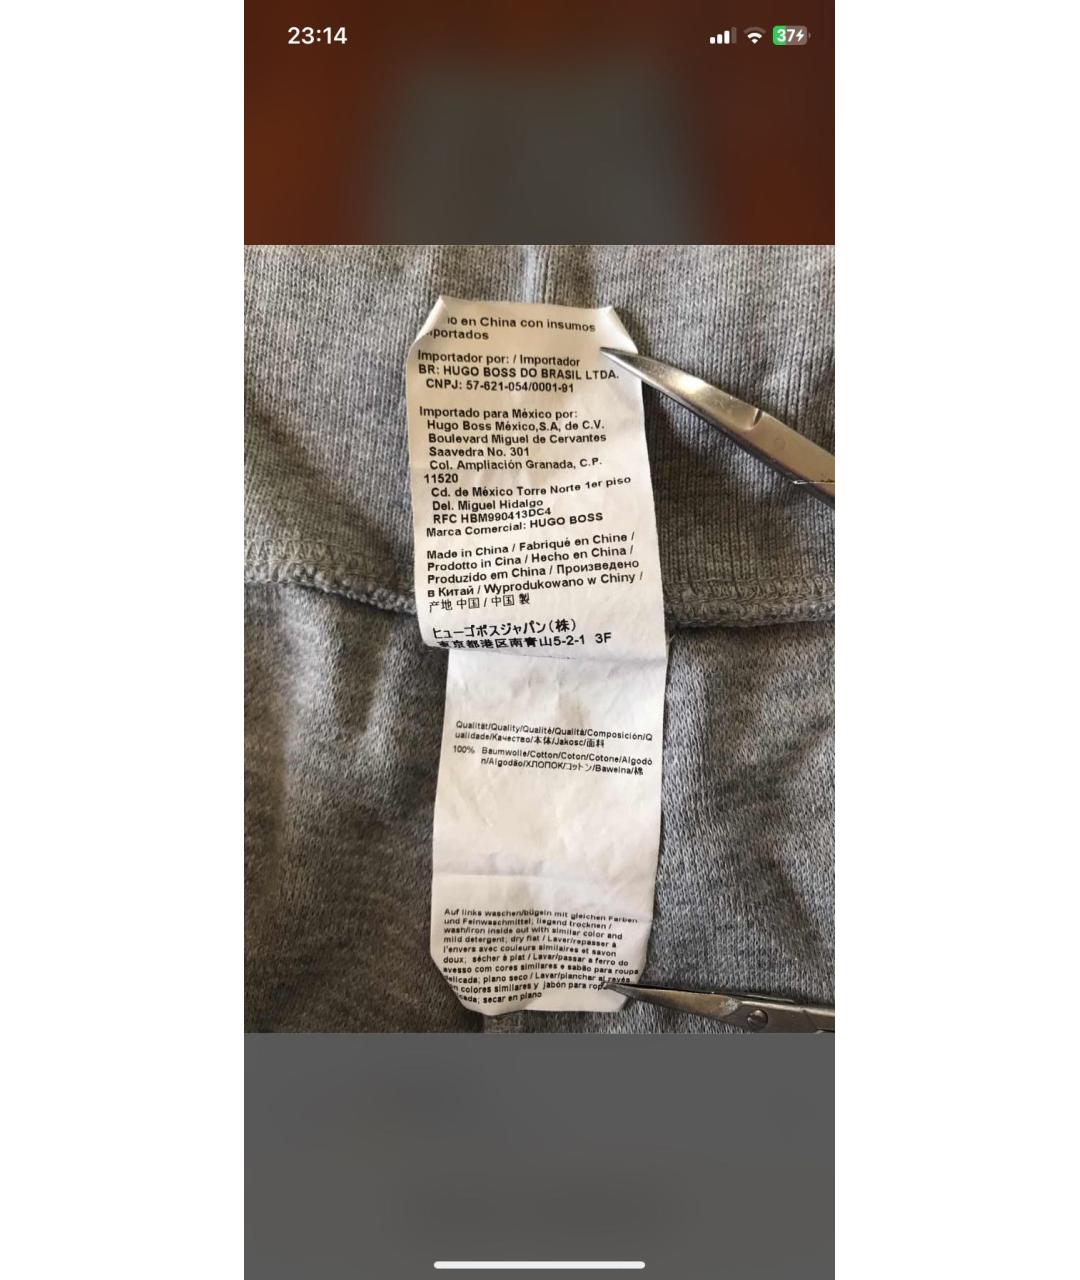 23:14
37
en China con insumos
portados
Importador por: / Importador
BR: HUGO BOSS DO BRASIL LTDA.
CNPJ: 57-621-054/0001-91
Importado para México por:
Hugo Boss México,S.A, de C.V.
Boulevard Miguel de Cervantes
Saavedra No. 301
Col. Ampliación Granada, C.P.
11520
Cd. de México Torre Norte 1er piso
Del. Miguel Hidalgo
RFC HBM990413DC4
Marca Comercial: HUGO BOSS
Made in China / Fabriqué en Chine /
Prodotto in Cina / Hecho en China /
Produzido em China / Произведено
в Китай / Wyprodukowano w Chiny /
产地 中国 / 中国 製
ヒューゴボスジャパン(株)
東京都港区南青山5-2-1 3F
Qualität/Quality/Qualité/Qualità/Composición/Q
ualidade/Качество/本体/Jakosc/面料
100% Baumwolle/Cotton/Coton/Cotone/Algodó
n/Algodão/ХЛОПОК/コットン/Bawelna/棉
Auf links waschen/bügeln mit gleichen Farben
und Feinwaschmittel; liegend trocknen /
wash/iron inside out with similar color and
mild detergent; dry flat / Laver/repasser à
l'envers avec couleurs similaires et savon
doux; sécher à plat / Lavar/passar a ferro do
avesso com cores similares e sabão para roupa
delicada; plano seco / Lavar/planchar al revés
n colores similares y jabón para rop
cada; secar en plano